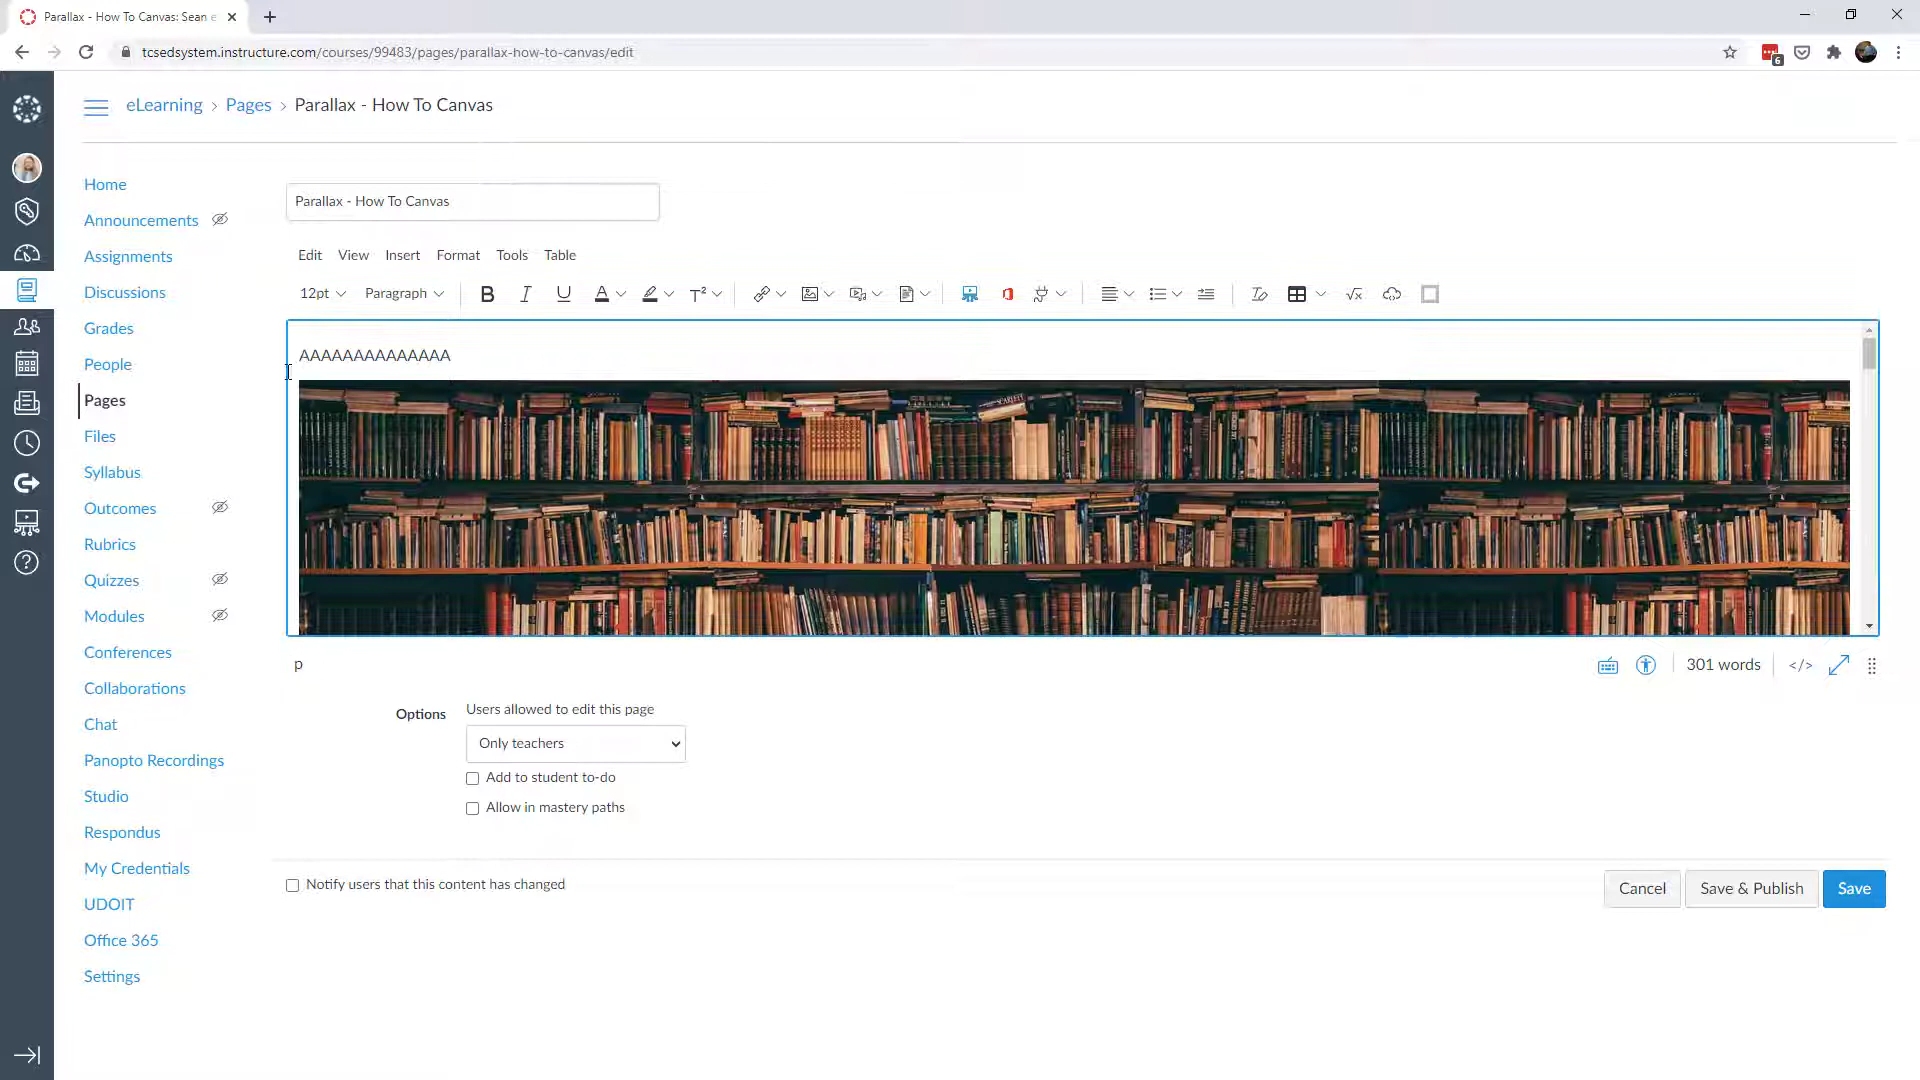 Parallax - How To Canvas: Sean e
tcsedsystem.instructure.com/courses/99483/pages/parallax-how-to-canvas/edit
6
eLearning > Pages > Parallax - How To Canvas
Home
Announcements
Assignments
Discussions
Grades
People
Pages
Files
Syllabus
Outcomes
Rubrics
Quizzes
Modules
Conferences
Collaborations
Chat
Panopto Recordings
Studio
Respondus
My Credentials
UDOIT
Office 365
Settings
Parallax - How To Canvas
Edit View Insert Format Tools Table
12pt Paragraph B I U A T²
AAAAAAAAAAAAAA
p
301 words </>
Options
Users allowed to edit this page
Only teachers
Add to student to-do
Allow in mastery paths
Notify users that this content has changed
Cancel Save & Publish Save